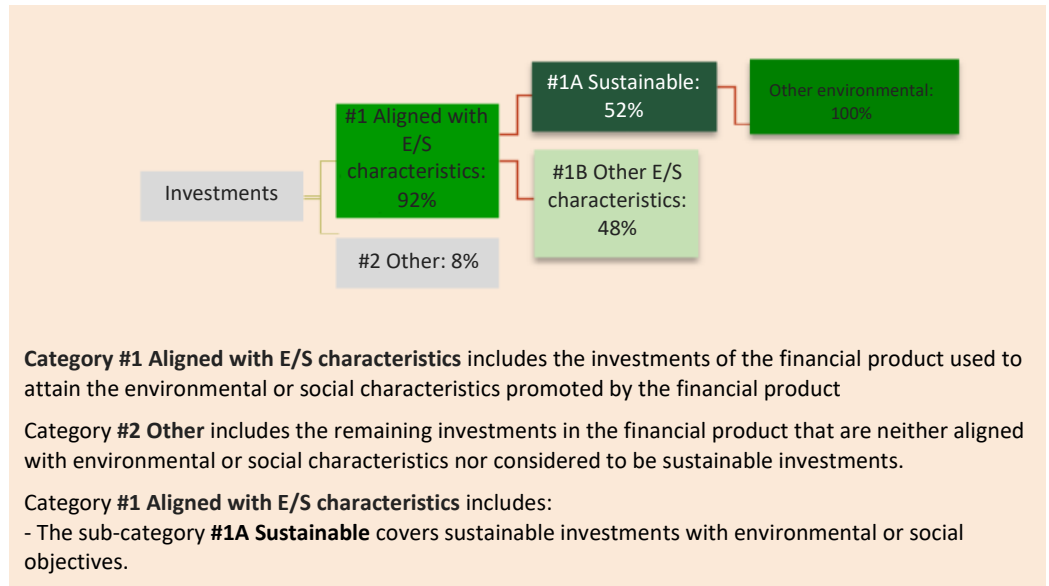 #1A Sustainable:
52%
Other environmental:
100%
#1 Aligned with
E/S
characteristics:
92%
#1B Other E/S
characteristics:
48%
Investments
#2 Other: 8%
Category #1 Aligned with E/S characteristics includes the investments of the financial product used to
attain the environmental or social characteristics promoted by the financial product
Category #2 Other includes the remaining investments in the financial product that are neither aligned
with environmental or social characteristics nor considered to be sustainable investments.
Category #1 Aligned with E/S characteristics includes:
- The sub-category #1A Sustainable covers sustainable investments with environmental or social
objectives.